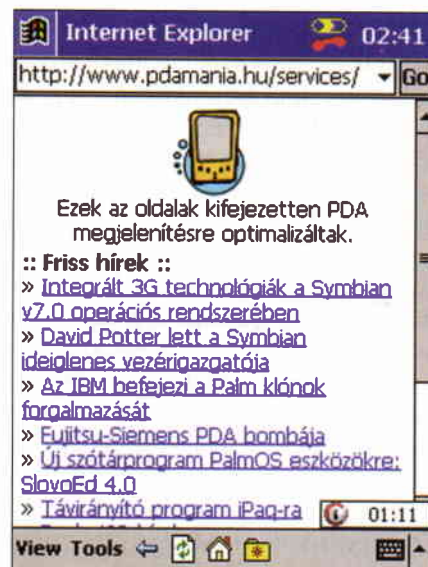 Internet Explorer 02:41
http://www.pdamania.hu/services/ Go
Ezek az oldalak kifejezetten PDA
megjelenítésre optimalizáltak.
:: Friss hírek ::
» Integrált 3G technológiák a Symbian
v7.0 operációs rendszerében
» David Potter lett a Symbian
ideiglenes vezérigazgatója
» Az IBM befejezi a Palm klónok
forgalmazását
» Fujitsu-Siemens PDA bombája
» Új szótárprogram PalmOS eszközökre:
SlovoEd 4.0
» Távirányító program iPaq-ra
01:11
View Tools